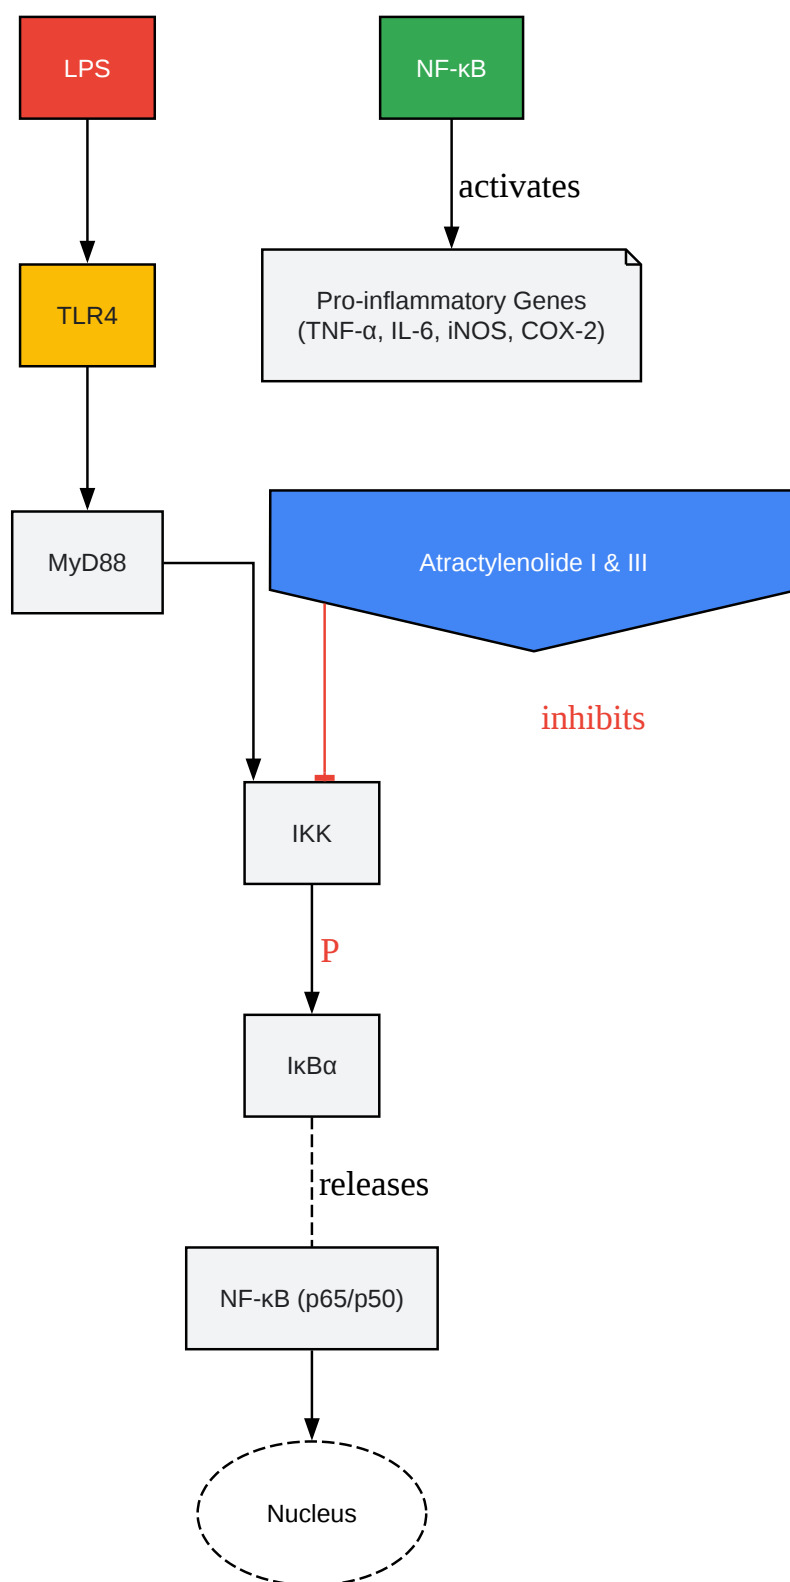 LPS
NF-κB
activates
TLR4
Pro-inflammatory Genes
(TNF-α, IL-6, iNOS, COX-2)
MyD88
Atractylenolide I & III
inhibits
IKK
P
IκBα
releases
NF-κB (p65/p50)
Nucleus